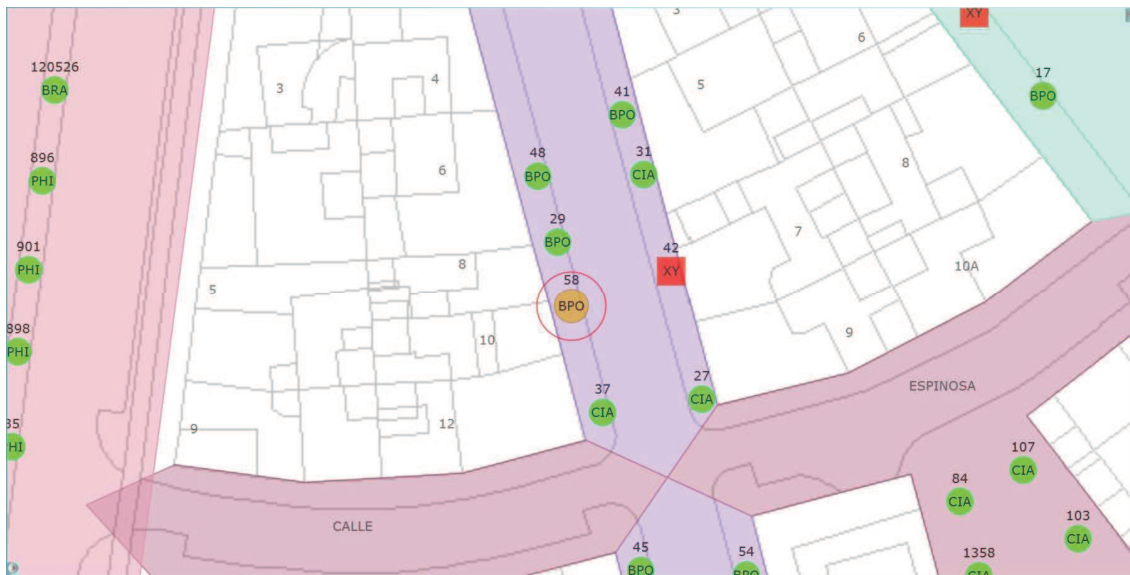 XY
3
6
17
BPO
120526
BRA
3
4
5
41
BPO
31
CIA
48
BPO
896
PHI
6
8
29
BPO
7
42
XY
901
PHI
5
8
58
BPO
10A
9
898
PHI
10
37
CIA
27
CIA
ESPINOSA
35
HI
9
12
107
CIA
84
CIA
103
CIA
CALLE
45
BPO
54
BPO
1358
CIA